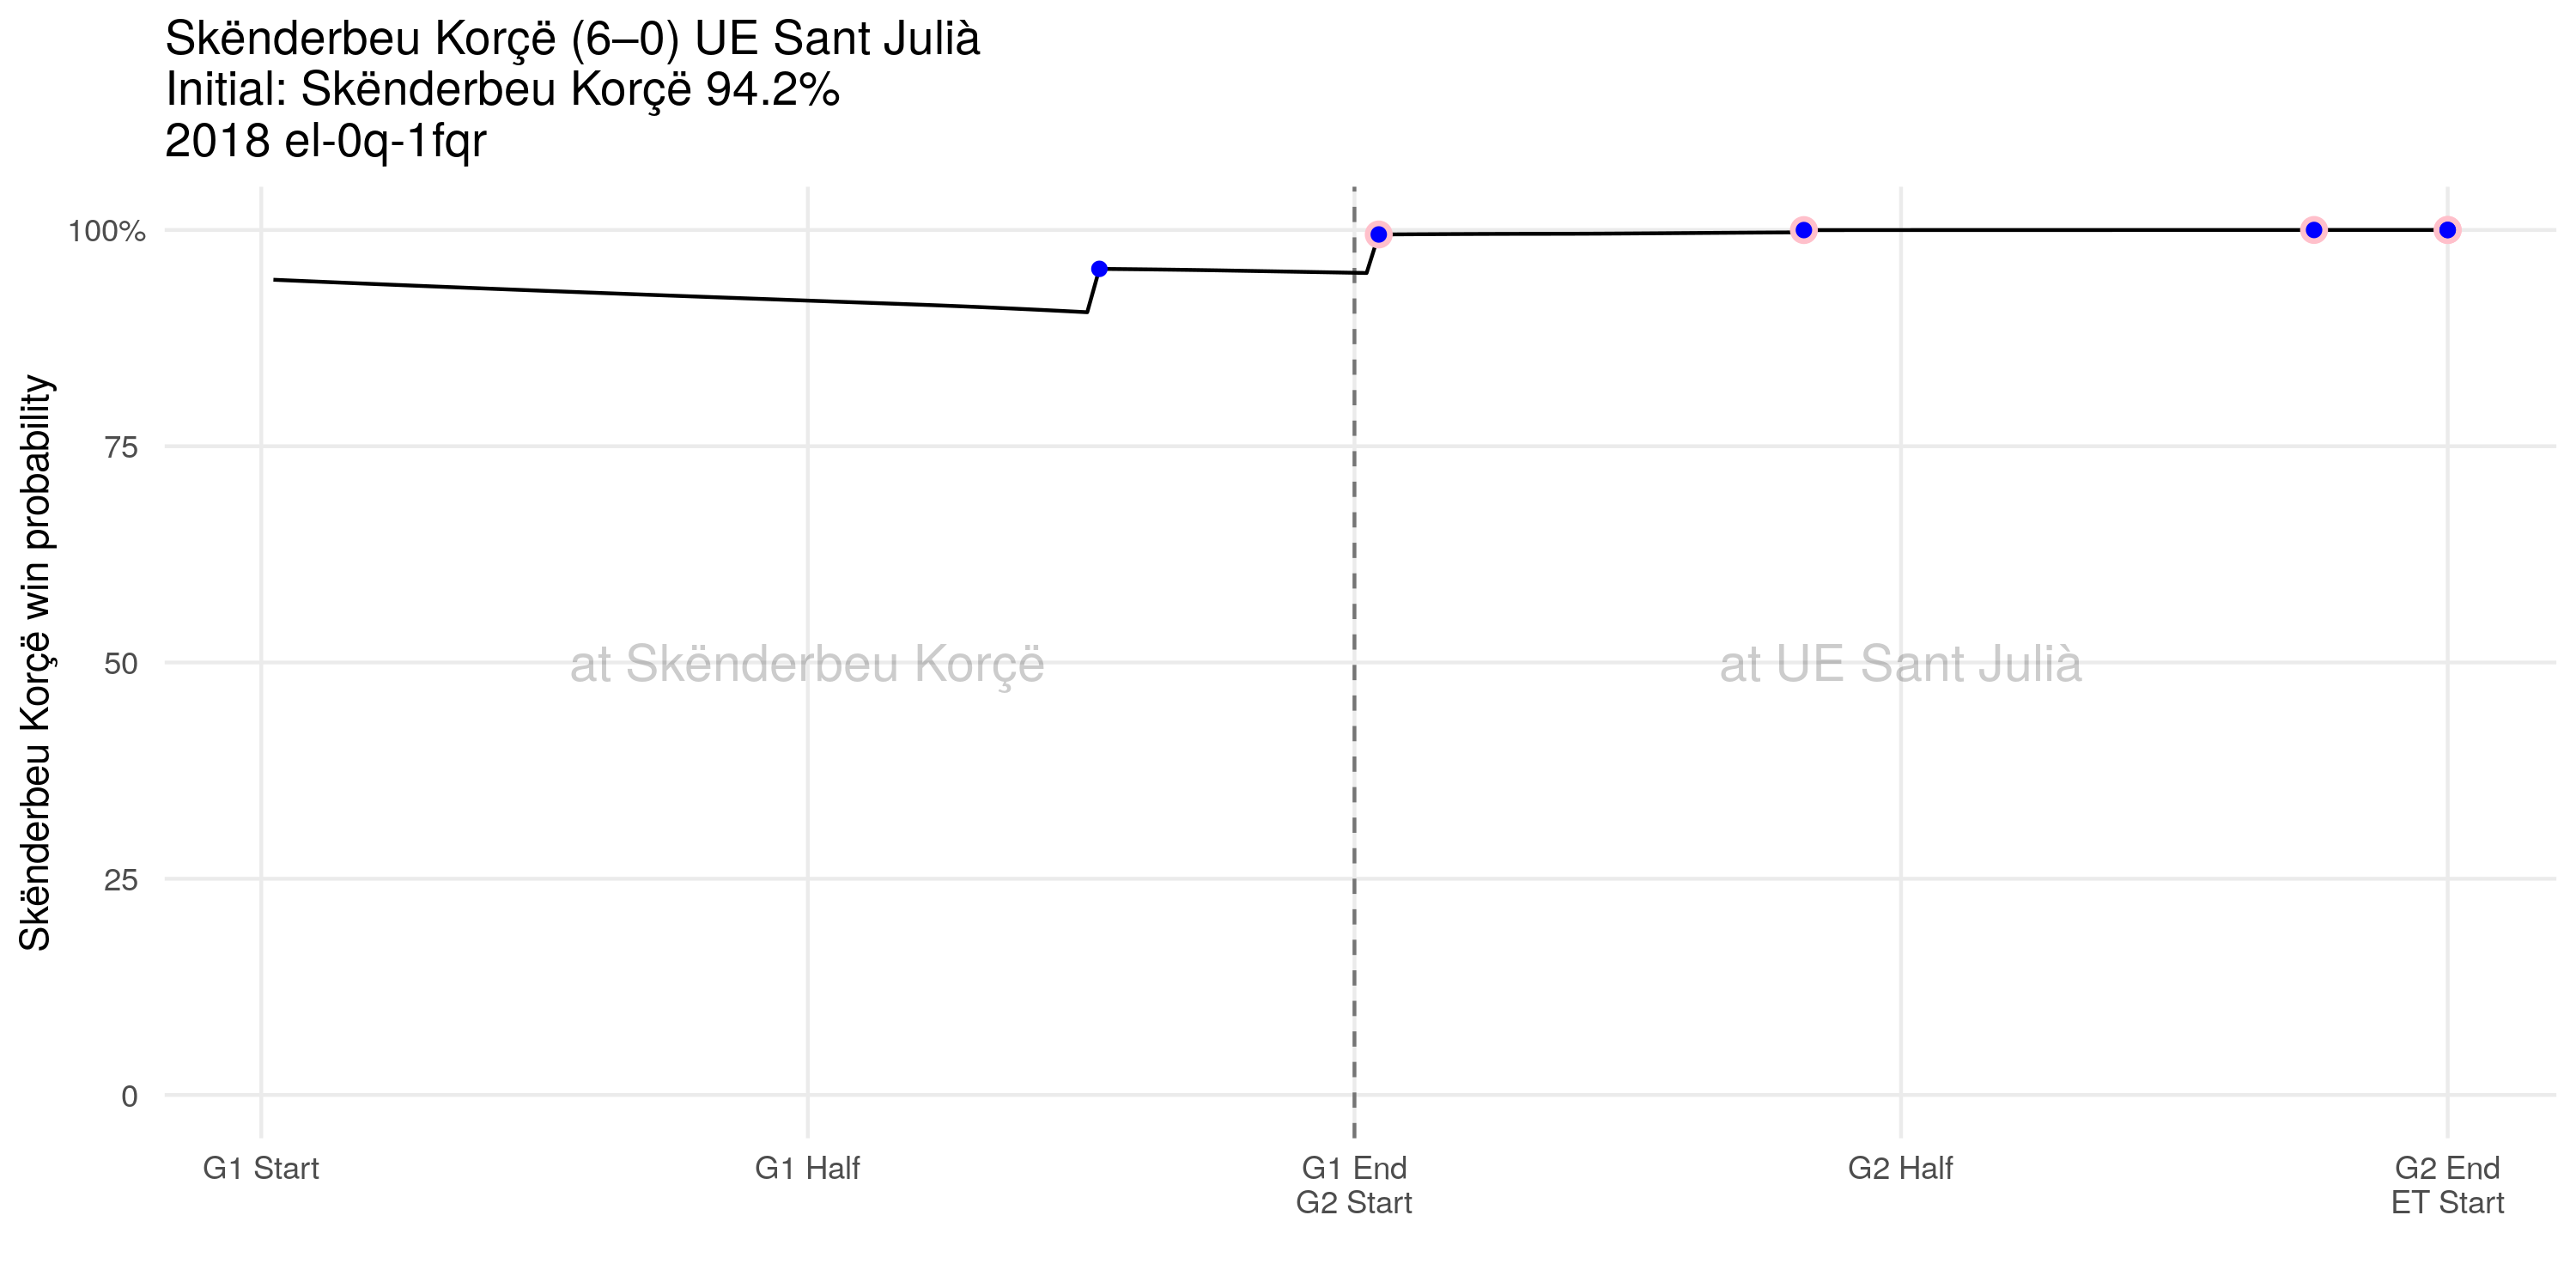 Skënderbeu Korçë (6–0) UE Sant Julià
Initial: Skënderbeu Korçë 94.2%
2018 el-0q-1fqr
Skënderbeu Korçë win probability
100%
75
50
25
0
at Skënderbeu Korçë
at UE Sant Julià
G1 Start
G1 Half
G1 End
G2 Start
G2 Half
G2 End
ET Start